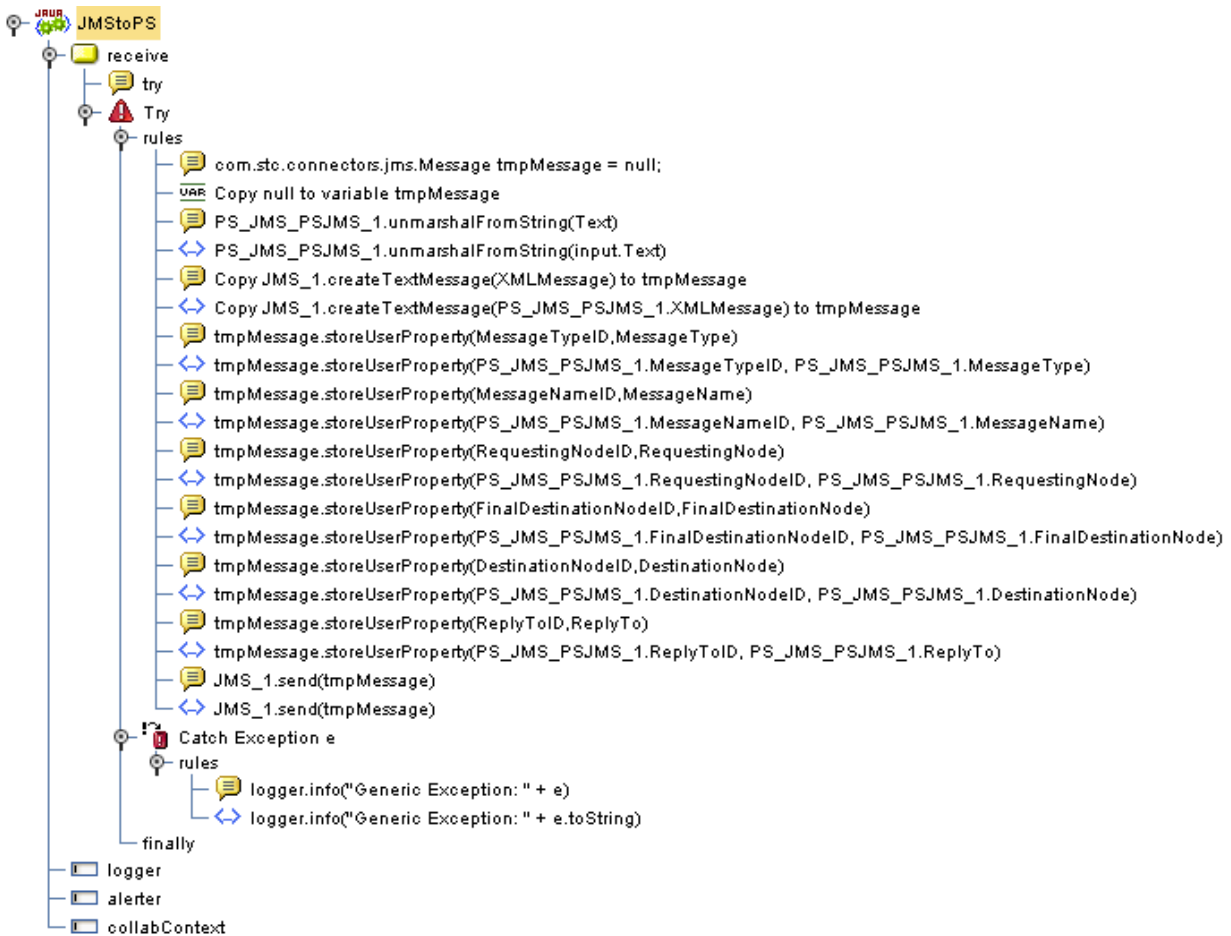 JAVA JMStoPS
receive
try
Try
rules
com.stc.connectors.jms.Message tmpMessage = null;
VAR Copy null to variable tmpMessage
PS_JMS_PSJMS_1.unmarshalFromString(Text)
PS_JMS_PSJMS_1.unmarshalFromString(input.Text)
Copy JMS_1.createTextMessage(XMLMessage) to tmpMessage
Copy JMS_1.createTextMessage(PS_JMS_PSJMS_1.XMLMessage) to tmpMessage
tmpMessage.storeUserProperty(MessageTypeID,MessageType)
tmpMessage.storeUserProperty(PS_JMS_PSJMS_1.MessageTypeID, PS_JMS_PSJMS_1.MessageType)
tmpMessage.storeUserProperty(MessageNameID,MessageName)
tmpMessage.storeUserProperty(PS_JMS_PSJMS_1.MessageNameID, PS_JMS_PSJMS_1.MessageName)
tmpMessage.storeUserProperty(RequestingNodeID,RequestingNode)
tmpMessage.storeUserProperty(PS_JMS_PSJMS_1.RequestingNodeID, PS_JMS_PSJMS_1.RequestingNode)
tmpMessage.storeUserProperty(FinalDestinationNodeID,FinalDestinationNode)
tmpMessage.storeUserProperty(PS_JMS_PSJMS_1.FinalDestinationNodeID, PS_JMS_PSJMS_1.FinalDestinationNode)
tmpMessage.storeUserProperty(DestinationNodeID,DestinationNode)
tmpMessage.storeUserProperty(PS_JMS_PSJMS_1.DestinationNodeID, PS_JMS_PSJMS_1.DestinationNode)
tmpMessage.storeUserProperty(ReplyToID,ReplyTo)
tmpMessage.storeUserProperty(PS_JMS_PSJMS_1.ReplyToID, PS_JMS_PSJMS_1.ReplyTo)
JMS_1.send(tmpMessage)
JMS_1.send(tmpMessage)
Catch Exception e
rules
logger.info("Generic Exception: " + e)
logger.info("Generic Exception: " + e.toString)
finally
logger
alerter
collabContext